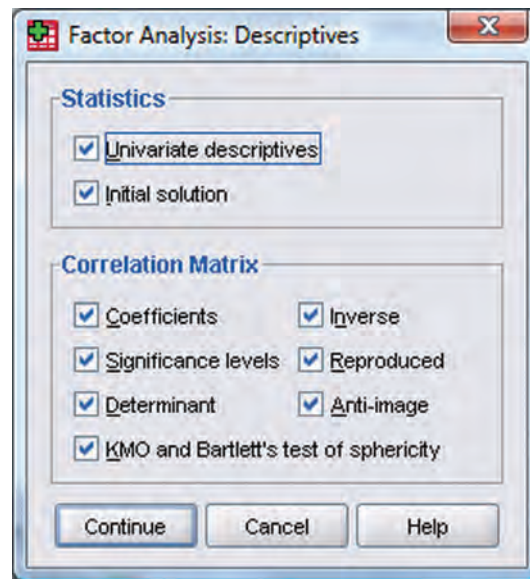 Factor Analysis: Descriptives
Statistics
Univariate descriptives
Initial solution
Correlation Matrix
Coefficients Inverse
Significance levels Reproduced
Determinant Anti-image
KMO and Bartlett's test of sphericity
Continue Cancel Help